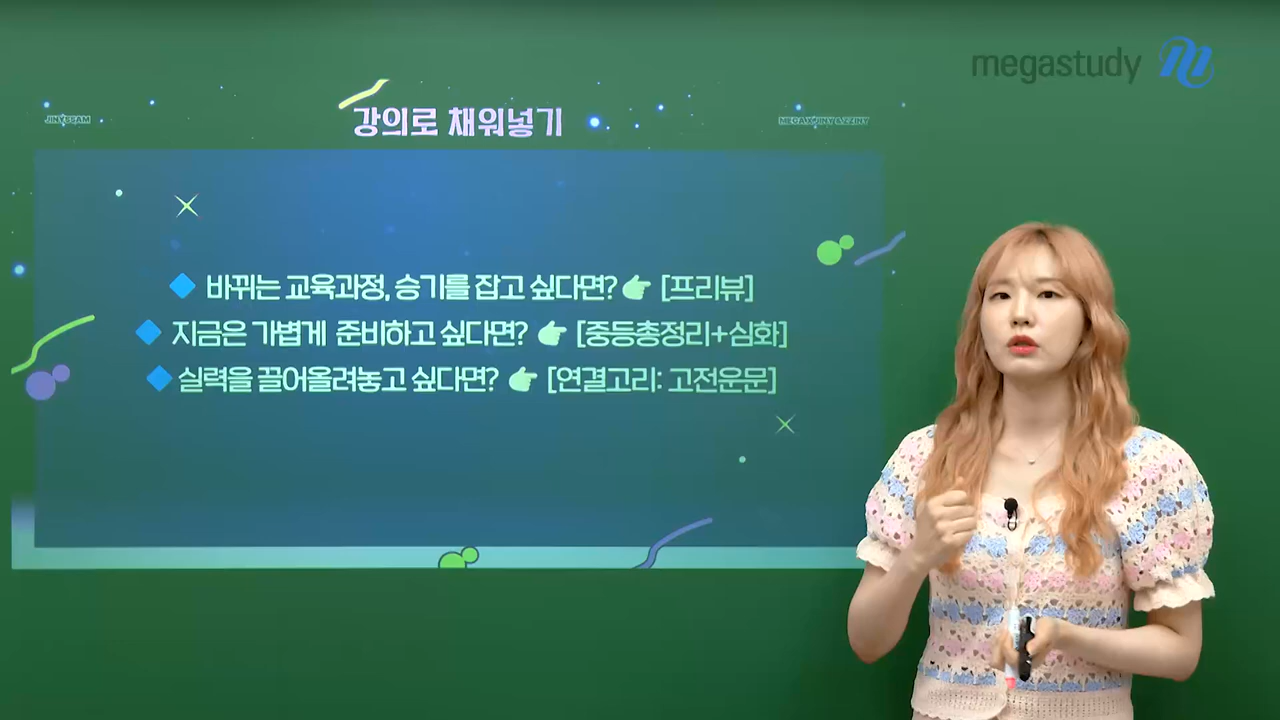 megastudy
JINYSSAM
강의로 채워넣기
바뀌는 교육과정, 승기를 잡고 싶다면? 👉 [프리뷰]
지금은 가볍게 준비하고 싶다면? 👉 [중등총정리+심화]
실력을 끌어올려놓고 싶다면? 👉 [연결고리: 고전운문]